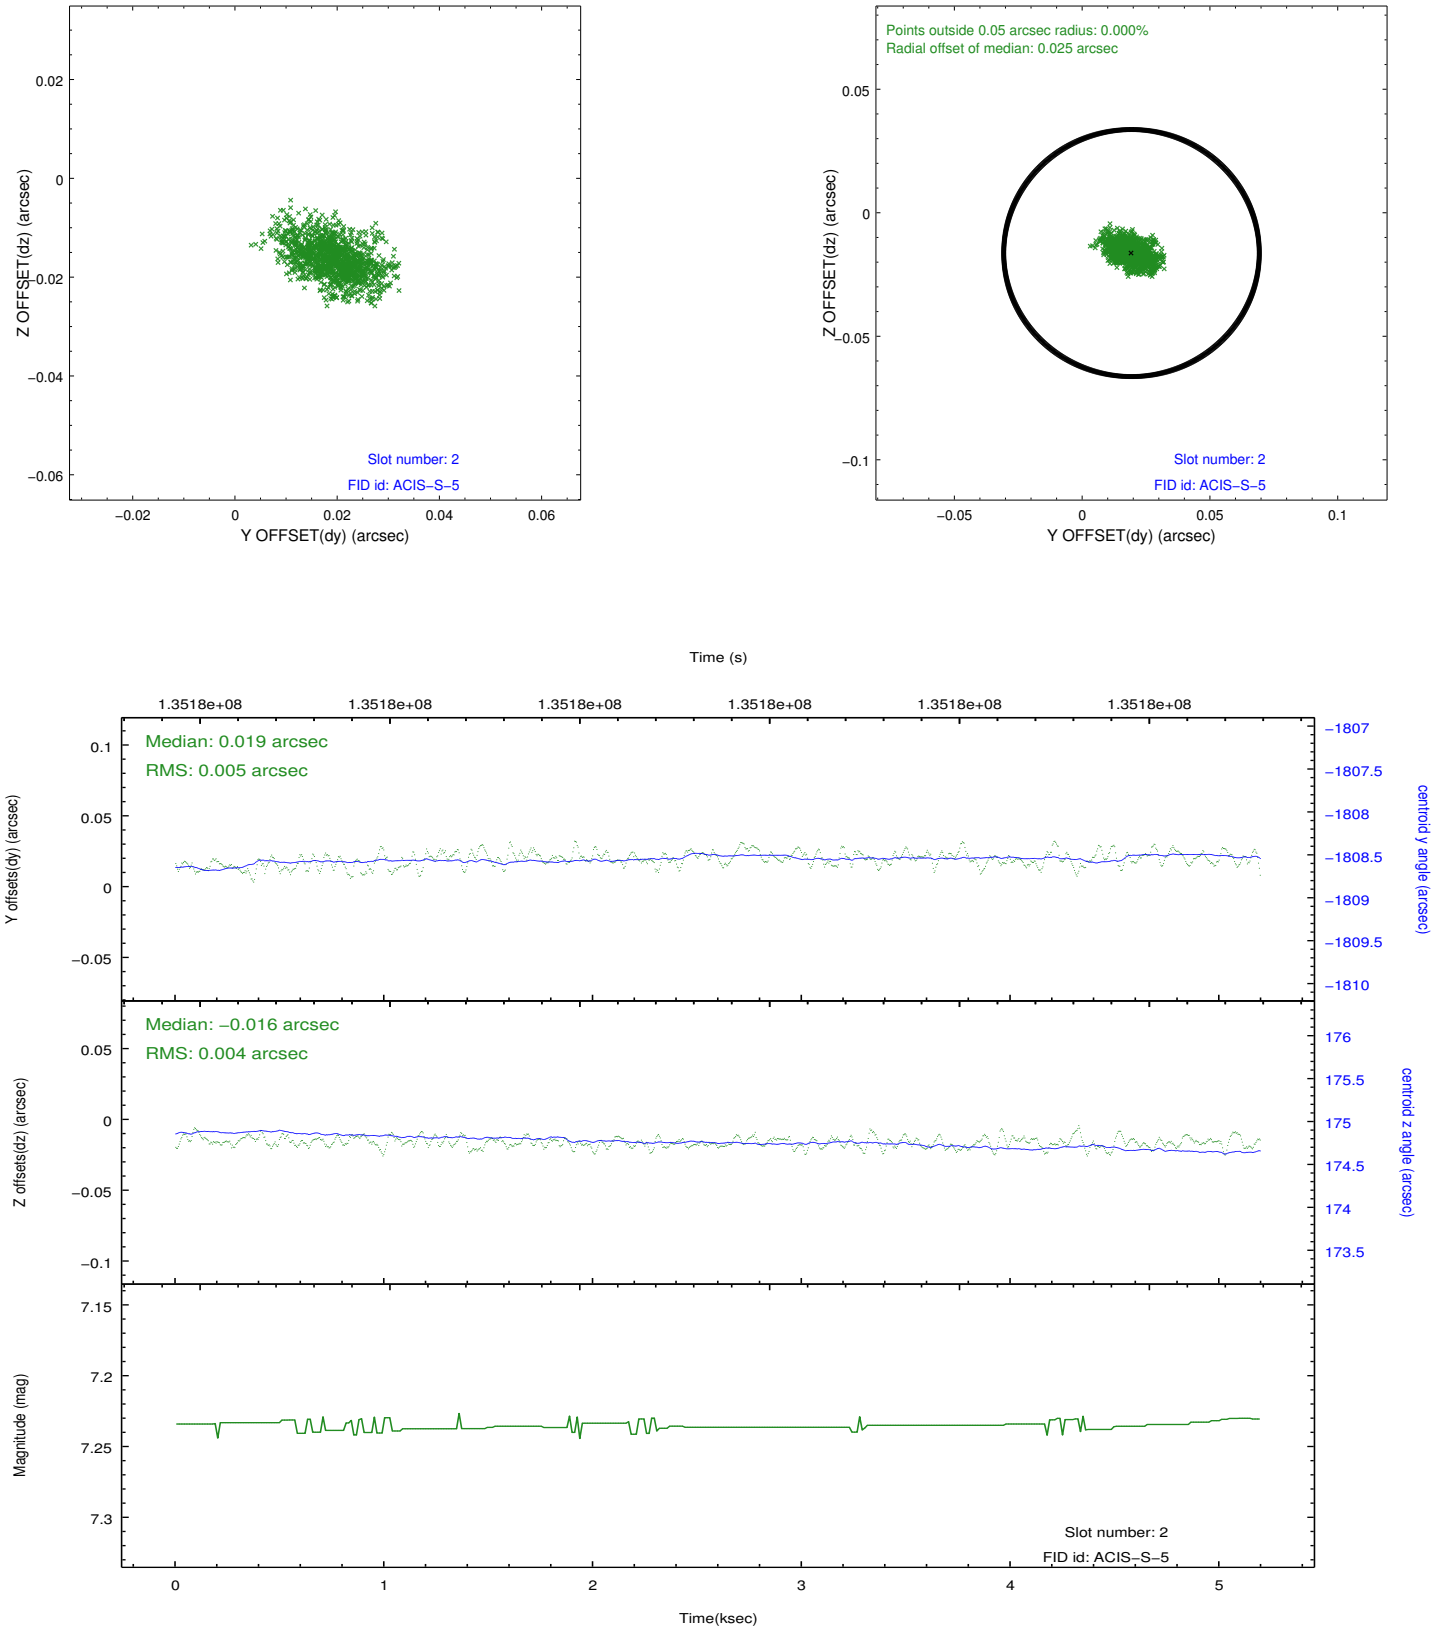 0.02
0
−0.02
−0.04
−0.06
Z OFFSET(dz) (arcsec)
Slot number: 2
FID id: ACIS−S−5
−0.02 0 0.02 0.04 0.06
Y OFFSET(dy) (arcsec)
Points outside 0.05 arcsec radius: 0.000%
Radial offset of median: 0.025 arcsec
0.05
0
−0.05
−0.1
Z OFFSET(dz) (arcsec)
Slot number: 2
FID id: ACIS−S−5
−0.05 0 0.05 0.1
Y OFFSET(dy) (arcsec)
Time (s)
1.3518e+08 1.3518e+08 1.3518e+08 1.3518e+08 1.3518e+08 1.3518e+08
Median: 0.019 arcsec
RMS: 0.005 arcsec
0.1
0.05
0
−0.05
Y offsets(dy) (arcsec)
−1807
−1807.5
−1808
−1808.5
−1809
−1809.5
−1810
centroid y angle (arcsec)
Median: −0.016 arcsec
RMS: 0.004 arcsec
0.05
0
−0.05
−0.1
Z offsets(dz) (arcsec)
176
175.5
175
174.5
174
173.5
centroid z angle (arcsec)
7.15
7.2
7.25
7.3
Magnitude (mag)
Slot number: 2
FID id: ACIS−S−5
0 1 2 3 4 5
Time(ksec)